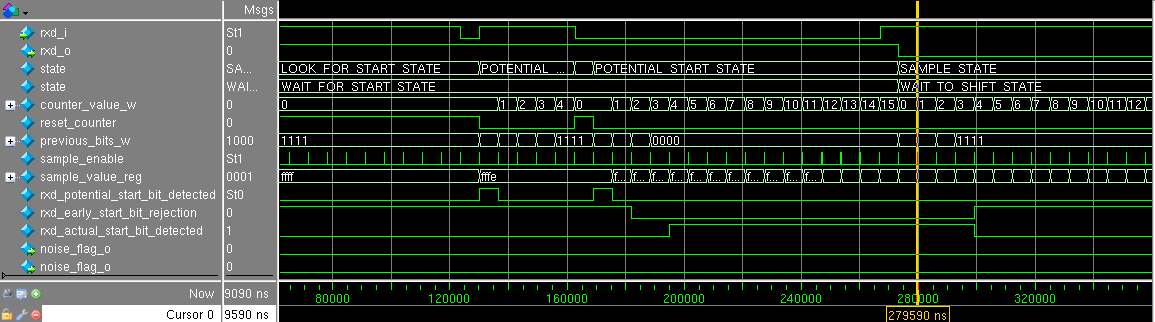 Msgs
rxd_i St1
rxd_o 0
state SA... LOOK FOR START STATE POTENTIAL ... POTENTIAL START STATE SAMPLE STATE
state WAI... WAIT FOR START STATE WAIT TO SHIFT STATE
counter_value_w 0 0 1 2 3 4 0 1 2 3 4 5 6 7 8 9 10 11 12 13 14 15 0 1 2 3 4 5 6 7 8 9 10 11 12
reset_counter 0
previous_bits_w 1000 1111 1111 0000 1111
sample_enable St1
sample_value_reg 0001 ffff fffe f... f... f... f... f... f... f... f... f... f... f...
rxd_potential_start_bit_detected St0
rxd_early_start_bit_rejection 0
rxd_actual_start_bit_detected 1
noise_flag_o 0
noise_flag_o 0
Now 9090 ns 80000 120000 160000 200000 240000 280000 320000
Cursor 0 9590 ns 279590 ns